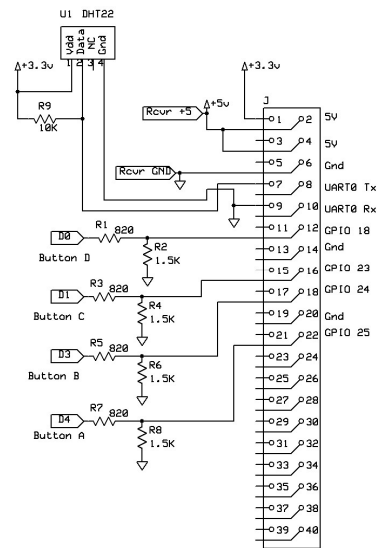 U1 DHT22
Vdd
Data
NC
Gnd
1 2 3 4
+3.3v
R9
10K
Rcvr +5
+5v
+3.3v
J
Rcvr GND
1 2 5V
3 4 5V
5 6 Gnd
7 8 UART0 Tx
9 10 UART0 Rx
11 12 GPIO 18
13 14 Gnd
15 16 GPIO 23
17 18 GPIO 24
19 20 Gnd
21 22 GPIO 25
23 24
25 26
27 28
29 30
31 32
33 34
35 36
37 38
39 40
D0
R1
820
R2
1.5K
Button D
D1
R3
820
R4
1.5K
Button C
D3
R5
820
R6
1.5K
Button B
D4
R7
820
R8
1.5K
Button A